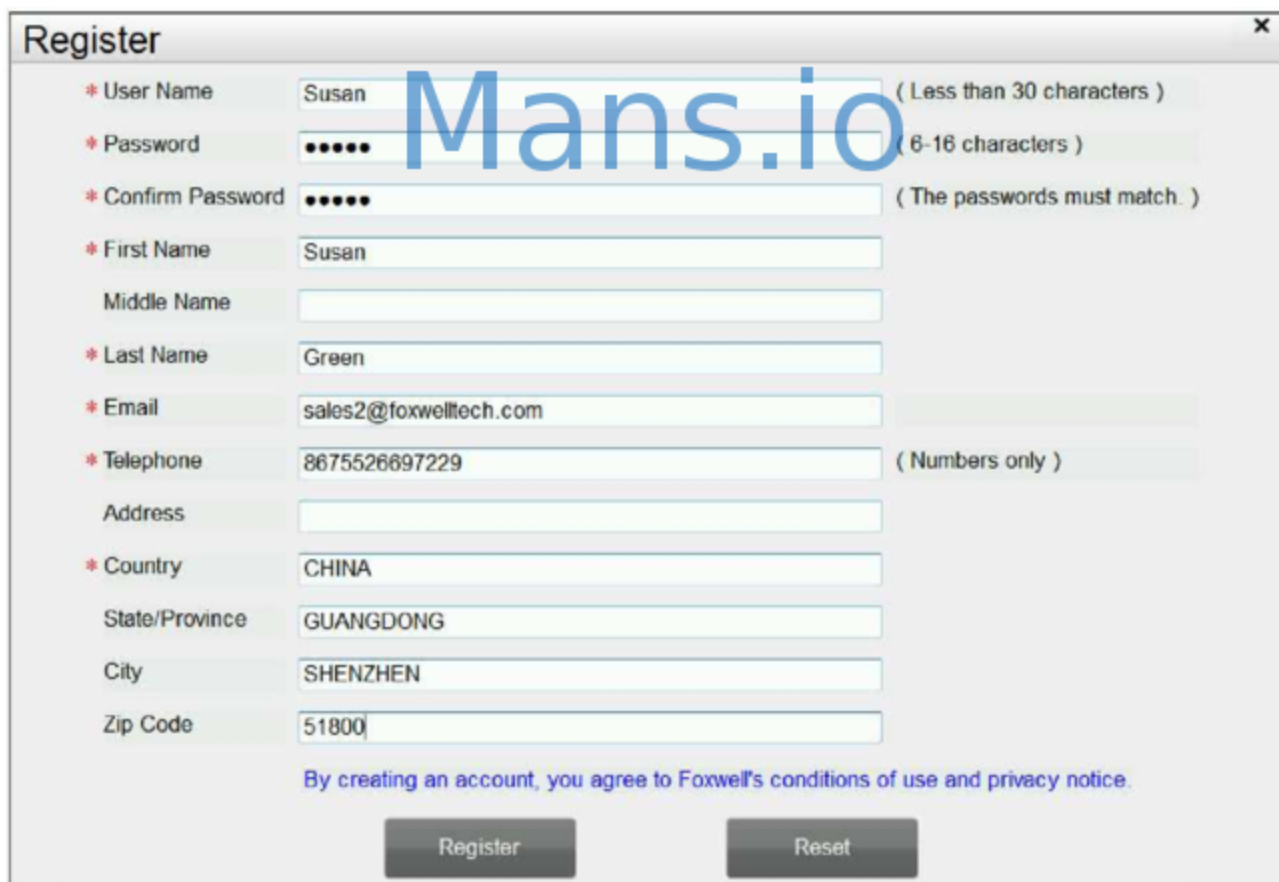 Register ×
* User Name Susan ( Less than 30 characters )
Mans.io
* Password ••••• ( 6-16 characters )
* Confirm Password ••••• ( The passwords must match. )
* First Name Susan
Middle Name
* Last Name Green
* Email sales2@foxwelltech.com
* Telephone 8675526697229 ( Numbers only )
Address
* Country CHINA
State/Province GUANGDONG
City SHENZHEN
Zip Code 51800
By creating an account, you agree to Foxwell's conditions of use and privacy notice.
Register Reset